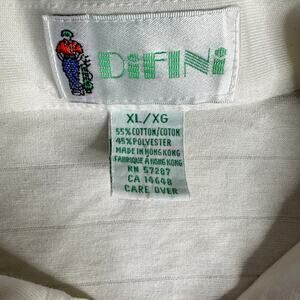 DiFiNi
XL/XG
55% COTTON/COTON
45% POLYESTER
MADE IN HONG KONG
FABRIQUÉ À HONG KONG
RN 57287
CA 14648
CARE OVER